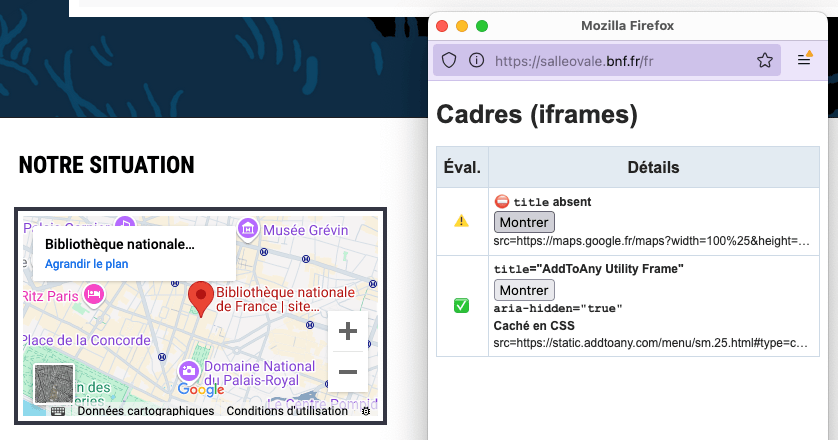 NOTRE SITUATION
Musée Grévin
Bibliothèque nationale...
Agrandir le plan
Ritz Paris
Bibliothèque nationale
de France | site...
Place de la Concorde
Domaine National
du Palais-Royal
Google
Le Centre Pompid
Données cartographiques
Conditions d'utilisation
Mozilla Firefox
https://salleovale.bnf.fr/fr
Cadres (iframes)
Éval. Détails
title absent
Montrer
src=https://maps.google.fr/maps?width=100%25&height=...
title="AddToAny Utility Frame"
Montrer
aria-hidden="true"
Caché en CSS
src=https://static.addtoany.com/menu/sm.25.html#type=c...